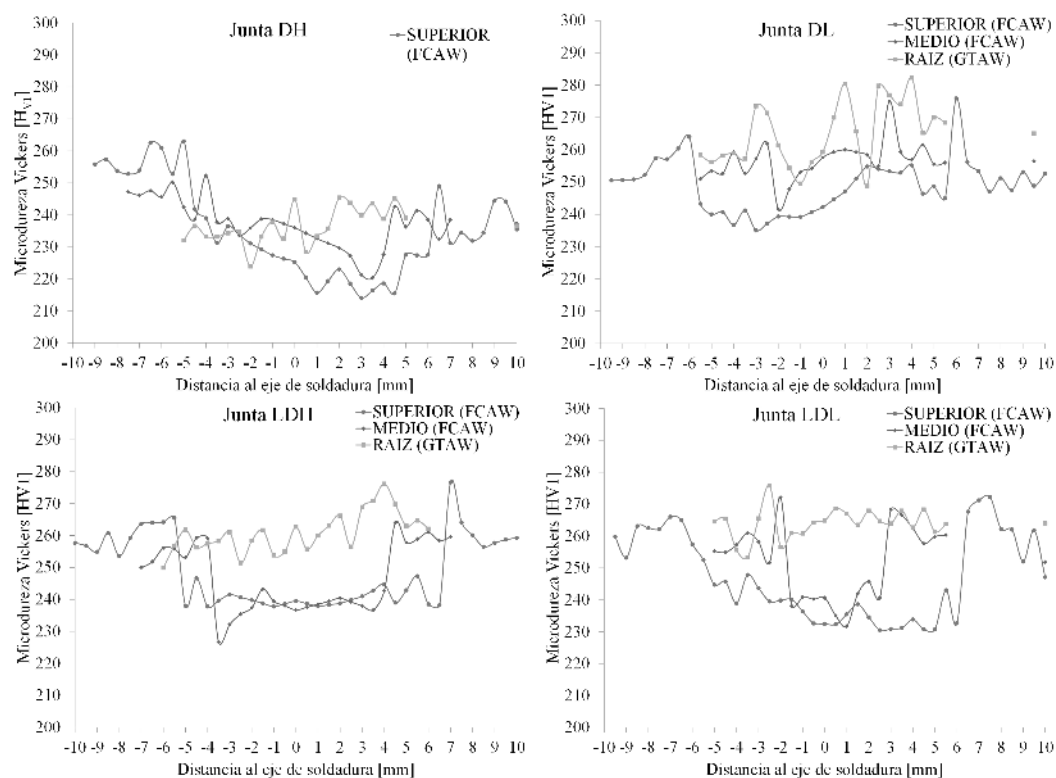 Junta DH
SUPERIOR
(FCAW)
Microdureza Vickers [HV1]
300
290
280
270
260
250
240
230
220
210
200
-10 -9 -8 -7 -6 -5 -4 -3 -2 -1 0 1 2 3 4 5 6 7 8 9 10
Distancia al eje de soldadura [mm]
Junta DL
SUPERIOR (FCAW)
MEDIO (FCAW)
RAIZ (GTAW)
Microdureza Vickers [HV1]
300
290
280
270
260
250
240
230
220
210
200
-10 -9 -8 -7 -6 -5 -4 -3 -2 -1 0 1 2 3 4 5 6 7 8 9 10
Distancia al eje de soldadura [mm]
Junta LDH
SUPERIOR (FCAW)
MEDIO (FCAW)
RAIZ (GTAW)
Microdureza Vickers [HV1]
300
290
280
270
260
250
240
230
220
210
200
-10 -9 -8 -7 -6 -5 -4 -3 -2 -1 0 1 2 3 4 5 6 7 8 9 10
Distancia al eje de soldadura [mm]
Junta LDL
SUPERIOR (FCAW)
MEDIO (FCAW)
RAIZ (GTAW)
Microdureza Vickers [HV1]
300
290
280
270
260
250
240
230
220
210
200
-10 -9 -8 -7 -6 -5 -4 -3 -2 -1 0 1 2 3 4 5 6 7 8 9 10
Distancia al eje de soldadura [mm]